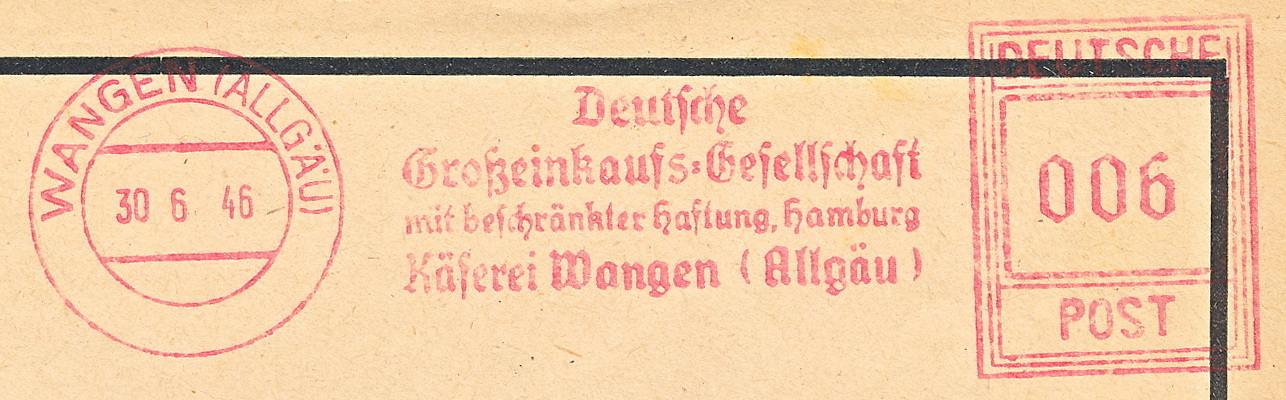 WANGEN (ALLGÄU)
30 6 46
Deutsche
Großeinkaufs-Gesellschaft
mit beschränkter Haftung, Hamburg
Käserei Wangen (Allgäu)
DEUTSCHE
006
POST